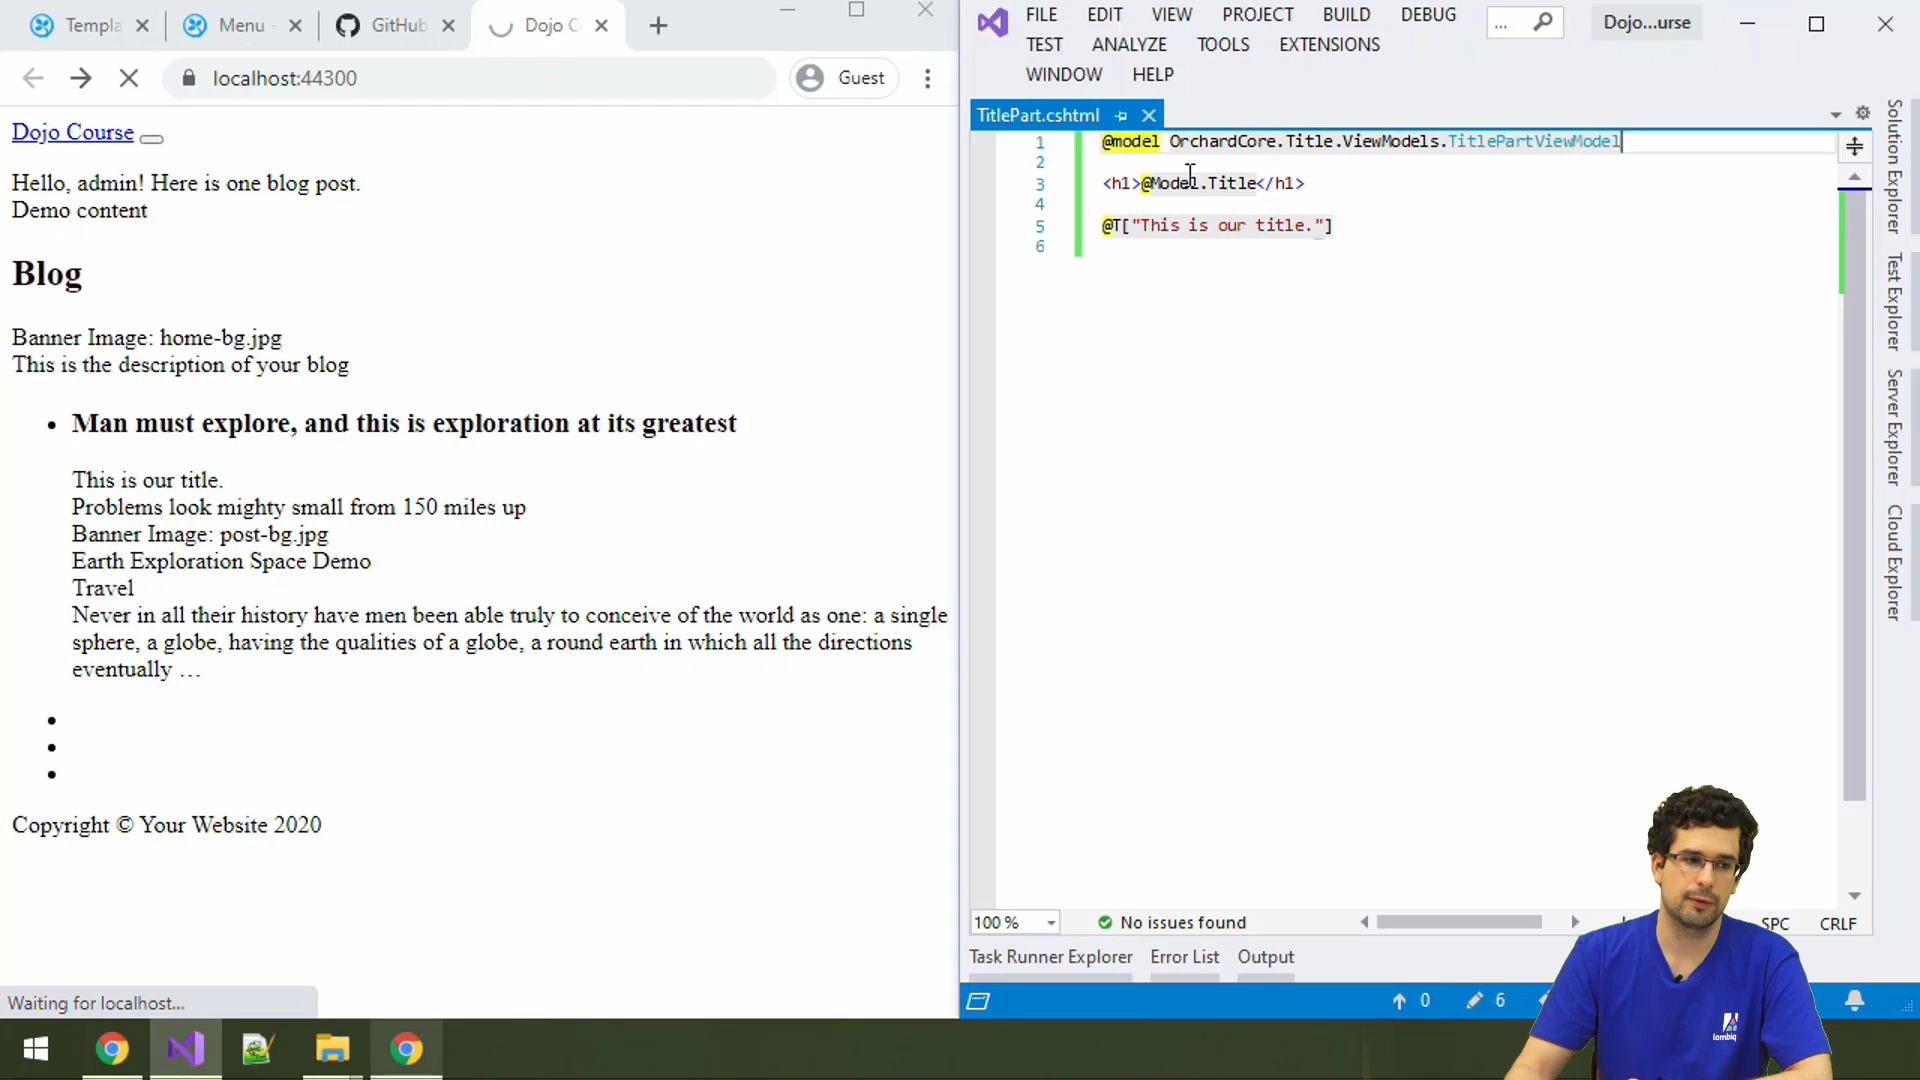 Templa
Menu
GitHub
Dojo C
localhost:44300
Guest
Dojo Course
Hello, admin! Here is one blog post.
Demo content
Blog
Banner Image: home-bg.jpg
This is the description of your blog
Man must explore, and this is exploration at its greatest
This is our title.
Problems look mighty small from 150 miles up
Banner Image: post-bg.jpg
Earth Exploration Space Demo
Travel
Never in all their history have men been able truly to conceive of the world as one: a single
sphere, a globe, having the qualities of a globe, a round earth in which all the directions
eventually …
Copyright © Your Website 2020
Waiting for localhost...
FILE EDIT VIEW PROJECT BUILD DEBUG
... Dojo...urse
TEST ANALYZE TOOLS EXTENSIONS
WINDOW HELP
TitlePart.cshtml
1 @model OrchardCore.Title.ViewModels.TitlePartViewModel
2
3 <h1>@Model.Title</h1>
4
5 @T["This is our title."]
6
Solution Explorer
Test Explorer
Server Explorer
Cloud Explorer
100 % No issues found SPC CRLF
Task Runner Explorer Error List Output
0 6
lombiq